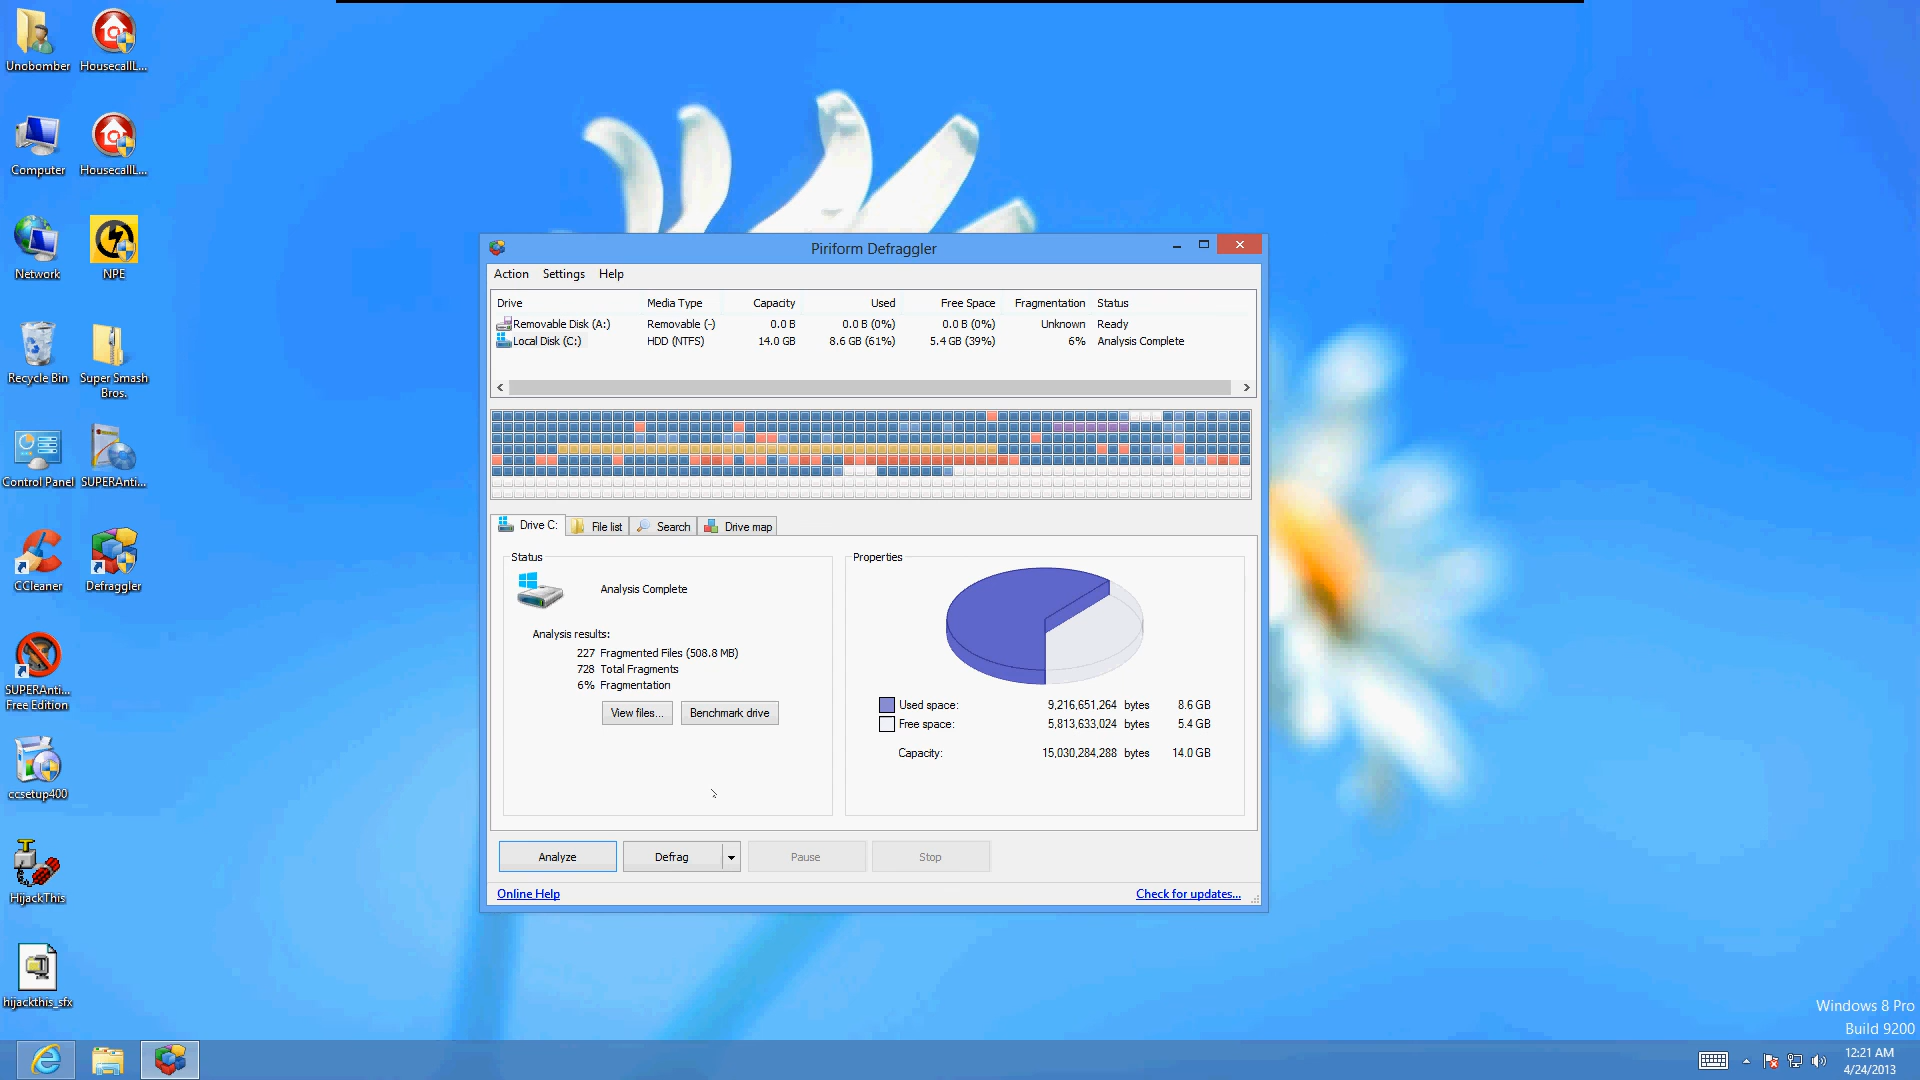 Unobomber
HousecallL...
Computer
HousecallL...
Network
NPE
Recycle Bin
Super Smash
Bros.
Control Panel
SUPERAnti...
CCleaner
Defraggler
SUPERAnti...
Free Edition
ccsetup400
HijackThis
hijackthis_sfx
Piriform Defraggler
Action Settings Help
Drive Media Type Capacity Used Free Space Fragmentation Status
Removable Disk (A:) Removable (-) 0.0 B 0.0 B (0%) 0.0 B (0%) Unknown Ready
Local Disk (C:) HDD (NTFS) 14.0 GB 8.6 GB (61%) 5.4 GB (39%) 6% Analysis Complete
Drive C: File list Search Drive map
Status
Analysis Complete
Analysis results:
227 Fragmented Files (508.8 MB)
728 Total Fragments
6% Fragmentation
View files... Benchmark drive
Properties
Used space: 9,216,651,264 bytes 8.6 GB
Free space: 5,813,633,024 bytes 5.4 GB
Capacity: 15,030,284,288 bytes 14.0 GB
Analyze Defrag Pause Stop
Online Help Check for updates...
Windows 8 Pro
Build 9200
12:21 AM
4/24/2013